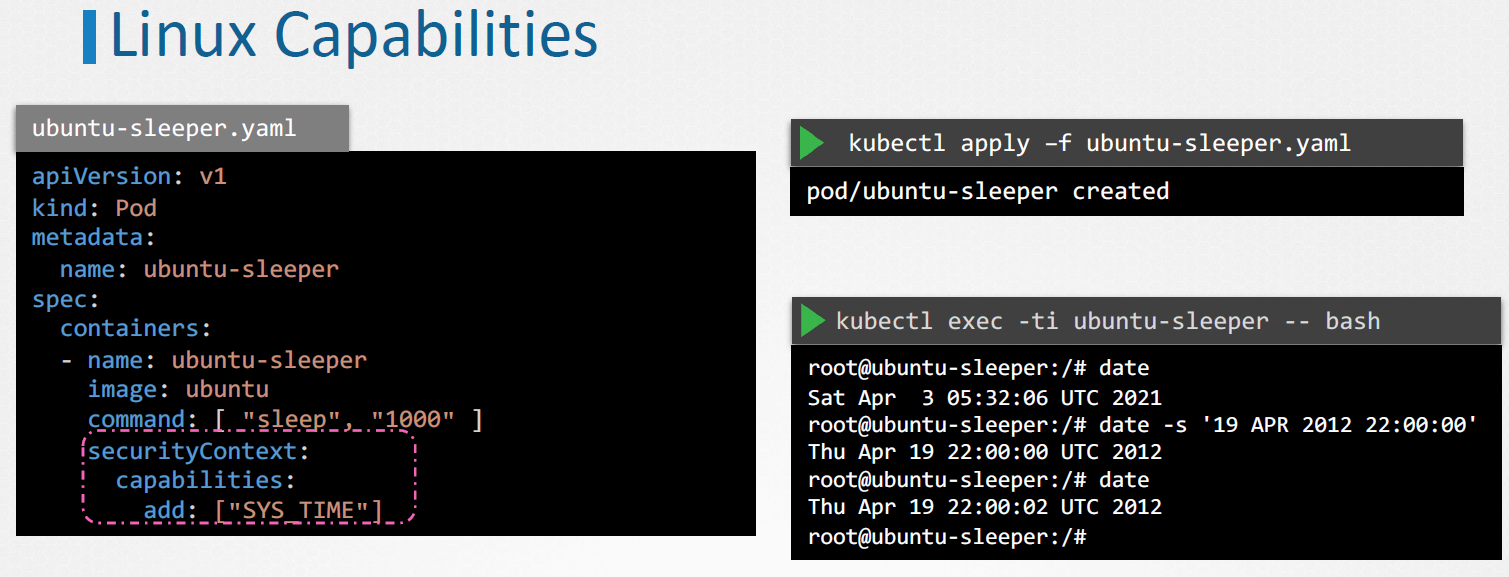 Linux Capabilities
ubuntu-sleeper.yaml
apiVersion: v1
kind: Pod
metadata:
  name: ubuntu-sleeper
spec:
  containers:
  - name: ubuntu-sleeper
    image: ubuntu
    command: [ "sleep", "1000" ]
    securityContext:
      capabilities:
        add: ["SYS_TIME"]
kubectl apply –f ubuntu-sleeper.yaml
pod/ubuntu-sleeper created
kubectl exec -ti ubuntu-sleeper -- bash
root@ubuntu-sleeper:/# date
Sat Apr  3 05:32:06 UTC 2021
root@ubuntu-sleeper:/# date -s '19 APR 2012 22:00:00'
Thu Apr 19 22:00:00 UTC 2012
root@ubuntu-sleeper:/# date
Thu Apr 19 22:00:02 UTC 2012
root@ubuntu-sleeper:/#